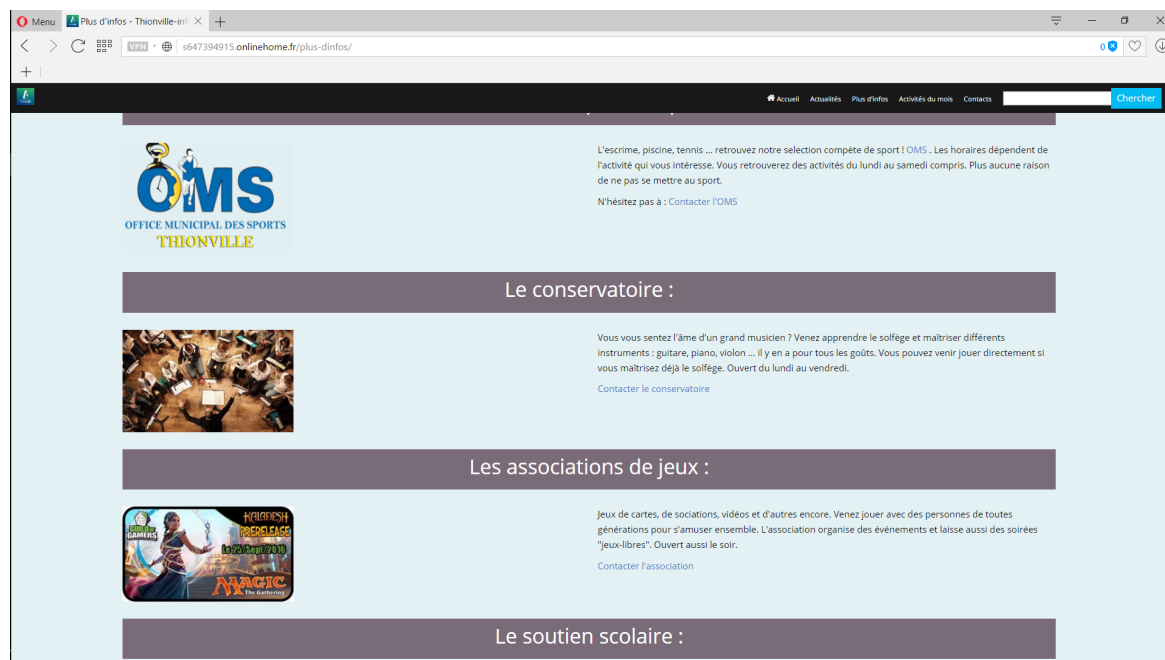 Menu
Plus d'infos - Thionville-inf
VPN
s647394915.onlinehome.fr/plus-dinfos/
0
Accueil Actualités Plus d'infos Activités du mois Contacts
Chercher
OMS
OFFICE MUNICIPAL DES SPORTS
THIONVILLE
L'escrime, piscine, tennis ... retrouvez notre selection compète de sport ! OMS . Les horaires dépendent de
l'activité qui vous intéresse. Vous retrouverez des activités du lundi au samedi compris. Plus aucune raison
de ne pas se mettre au sport.
N'hésitez pas à : Contacter l'OMS
Le conservatoire :
Vous vous sentez l'âme d'un grand musicien ? Venez apprendre le solfège et maîtriser différents
instruments : guitare, piano, violon ... il y en a pour tous les goûts. Vous pouvez venir jouer directement si
vous maîtrisez déjà le solfège. Ouvert du lundi au vendredi.
Contacter le conservatoire
Les associations de jeux :
GUILD OF
GAMERS
KALADESH
PRERELEASE
Le 25/Sept/2016
MAGIC
The Gathering
Jeux de cartes, de sociations, vidéos et d'autres encore. Venez jouer avec des personnes de toutes
générations pour s'amuser ensemble. L'association organise des événements et laisse aussi des soirées
"jeux-libres". Ouvert aussi le soir.
Contacter l'association
Le soutien scolaire :